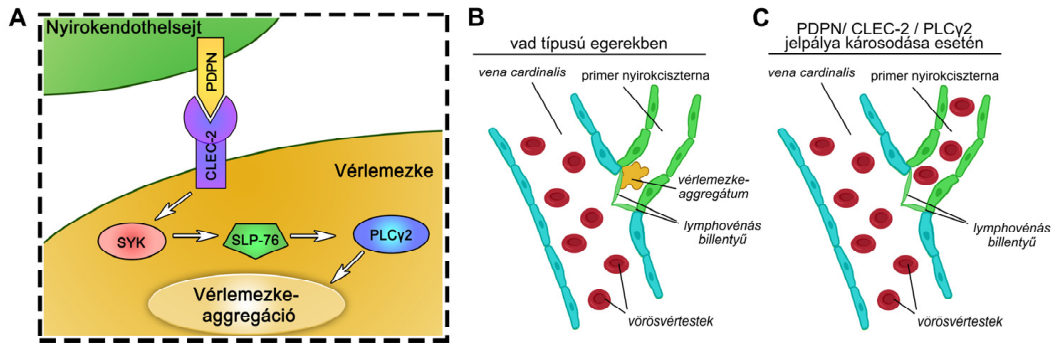 A
Nyirokendothelsejt
PDPN
CLEC-2
Vérlemezke
SYK
SLP-76
PLCγ2
Vérlemezke-
aggregáció
B
vad típusú egerekben
vena cardinalis
primer nyirokciszterna
vérlemezke-
aggregátum
lymphovénás
billentyű
vörösvértestek
C
PDPN/ CLEC-2 / PLCγ2
jelpálya károsodása esetén
vena cardinalis
primer nyirokciszterna
lymphovénás
billentyű
vörösvértestek